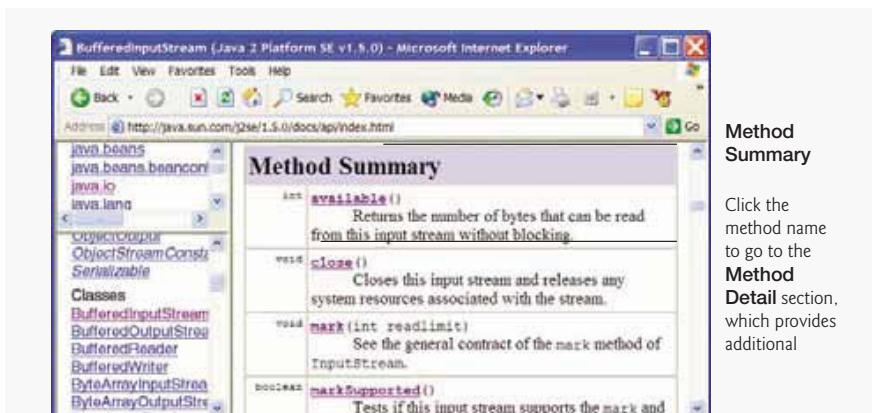 BufferedInputStream (Java 2 Platform SE v1.5.0) - Microsoft Internet Explorer
File Edit View Favorites Tools Help
Back Search Favorites Media
Address http://java.sun.com/j2se/1.5.0/docs/api/index.html Go
java.beans
java.beans.beancont
java.io
java.lang
ObjectOutput
ObjectStreamConsta
Serializable
Classes
BufferedInputStream
BufferedOutputStrea
BufferedReader
BufferedWriter
ByteArrayInputStrea
ByteArrayOutputStre
Method Summary
int available()
Returns the number of bytes that can be read
from this input stream without blocking.
void close()
Closes this input stream and releases any
system resources associated with the stream.
void mark(int readlimit)
See the general contract of the mark method of
InputStream.
boolean markSupported()
Tests if this input stream supports the mark and
Method
Summary
Click the
method name
to go to the
Method
Detail section,
which provides
additional